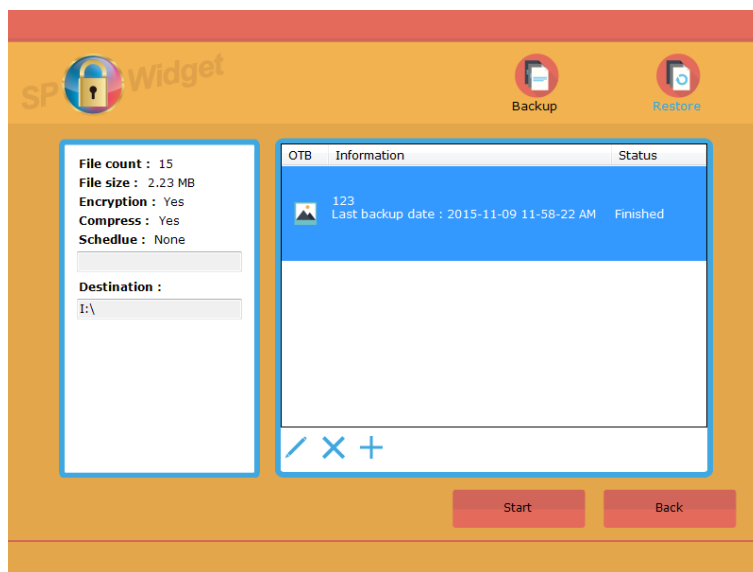 SP Widget
Backup
Restore
File count : 15
File size : 2.23 MB
Encryption : Yes
Compress : Yes
Schedlue : None
Destination :
I:\
OTB Information Status
123
Last backup date : 2015-11-09 11-58-22 AM Finished
Start
Back